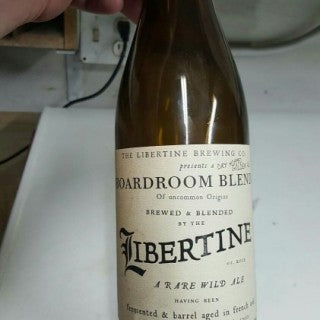 THE LIBERTINE BREWING CO.
presents a DRY
BOARDROOM BLEND
Of uncommon Origins
BREWED & BLENDED
BY THE
LIBERTINE
A RARE WILD ALE
HAVING BEEN
fermented & barrel aged in french